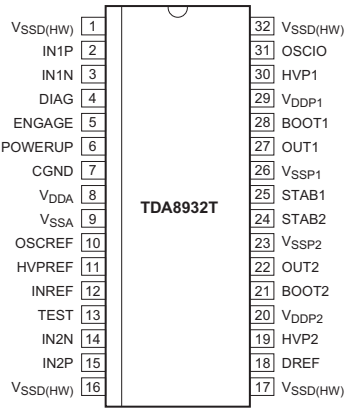 VSSD(HW) 1 32 VSSD(HW)
IN1P 2 31 OSCIO
IN1N 3 30 HVP1
DIAG 4 29 VDDP1
ENGAGE 5 28 BOOT1
POWERUP 6 27 OUT1
CGND 7 26 VSSP1
VDDA 8 25 STAB1
TDA8932T
VSSA 9 24 STAB2
OSCREF 10 23 VSSP2
HVPREF 11 22 OUT2
INREF 12 21 BOOT2
TEST 13 20 VDDP2
IN2N 14 19 HVP2
IN2P 15 18 DREF
VSSD(HW) 16 17 VSSD(HW)